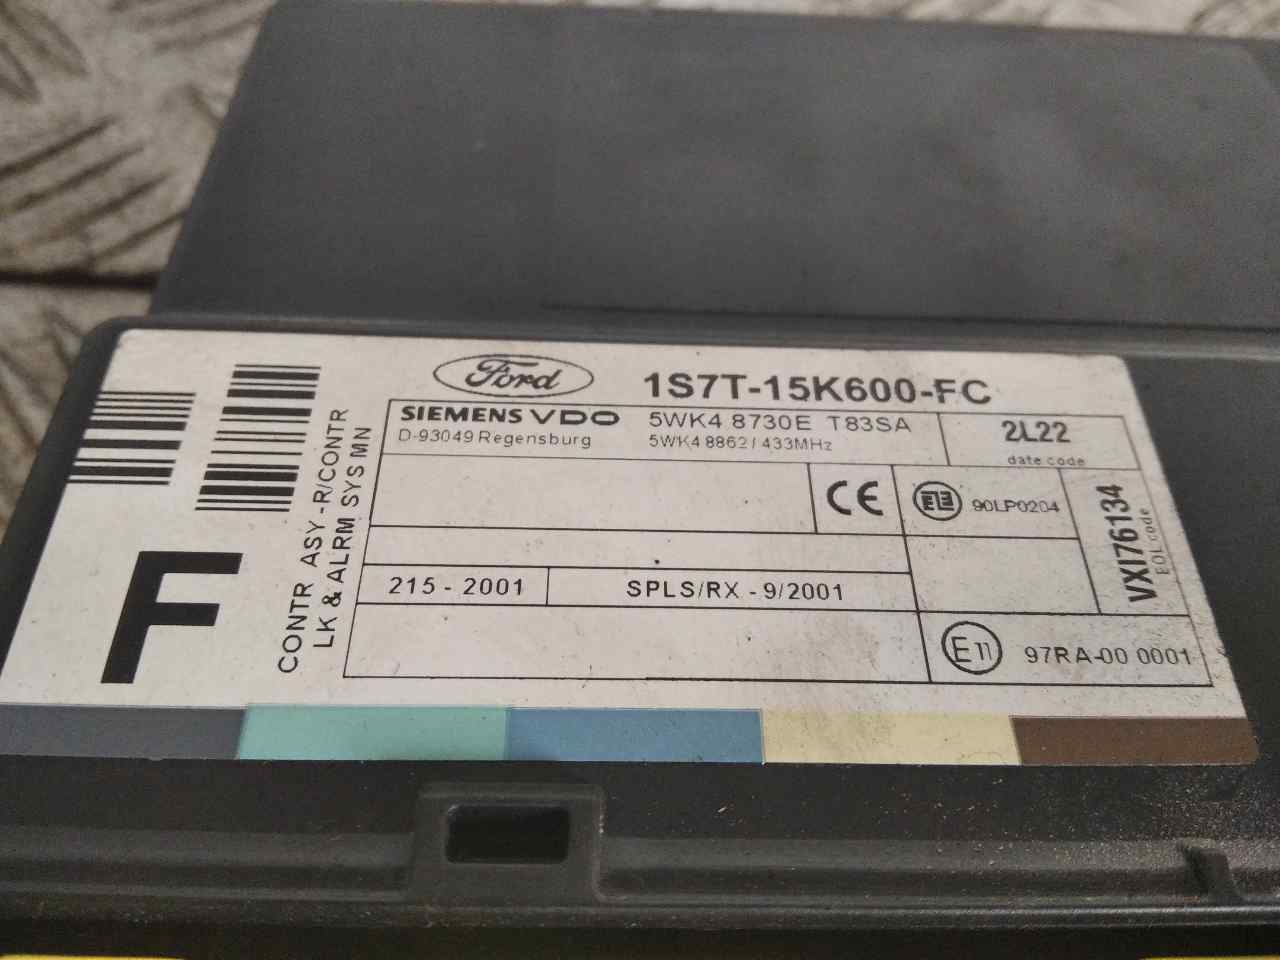 Ford
1S7T-15K600-FC
SIEMENS VDO
D-93049 Regensburg
5WK4 8730E T83SA
5WK4 8862 / 433MHz
2L22
date code
CE
90LP0204
VXI76134
EOL code
215 - 2001
SPLS/RX - 9/2001
E11
97RA-00 0001
CONTR ASY -R/CONTR
LK & ALRM SYS MN
F